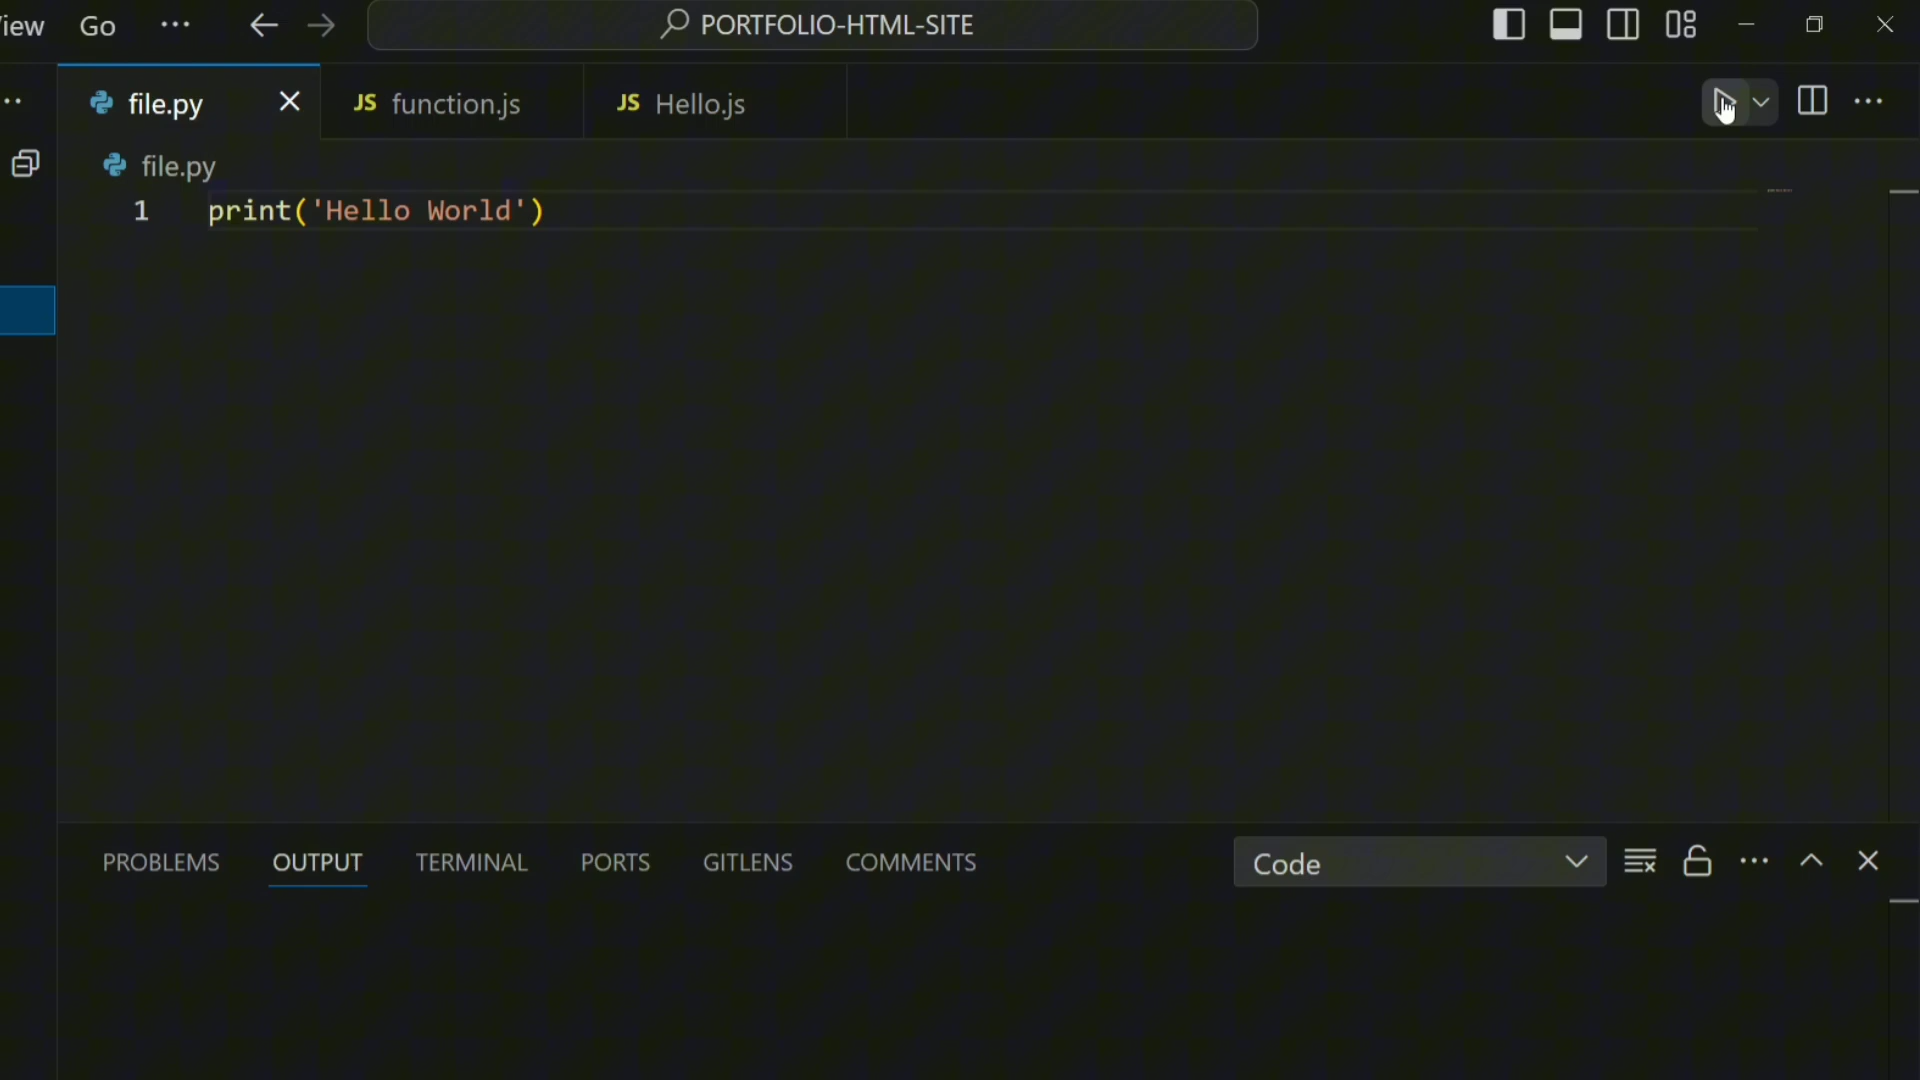 iew Go ··· PORTFOLIO-HTML-SITE
file.py JS function.js JS Hello.js
file.py
1 print('Hello World')
PROBLEMS OUTPUT TERMINAL PORTS GITLENS COMMENTS Code